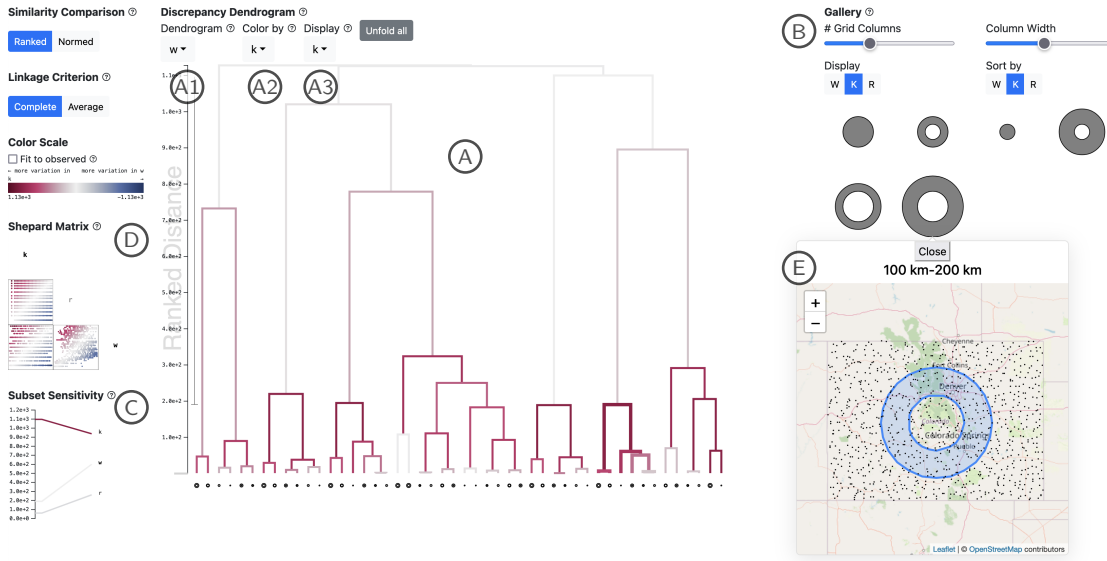 Similarity Comparison ?
Ranked Normed
Linkage Criterion ?
Complete Average
Color Scale
Fit to observed ?
← more variation in k
more variation in w →
1.13e+3
−1.13e+3
Shepard Matrix ?
D
k
r
w
Subset Sensitivity ?
C
1.2e+3
1.1e+3
1.0e+3
9.0e+2
8.0e+2
7.0e+2
6.0e+2
5.0e+2
4.0e+2
3.0e+2
2.0e+2
1.0e+2
0.0e+0
k
w
r
Discrepancy Dendrogram ?
Dendrogram ? Color by ? Display ?
w k k
Unfold all
A1 A2 A3
A
Ranked Distance
1.1e+3
1.0e+3
9.0e+2
8.0e+2
7.0e+2
6.0e+2
5.0e+2
4.0e+2
3.0e+2
2.0e+2
1.0e+2
B
Gallery ?
# Grid Columns
Column Width
Display
W K R
Sort by
W K R
Close
E
100 km-200 km
+
−
Cheyenne
Denver
Colorado Springs
Leaflet | © OpenStreetMap contributors